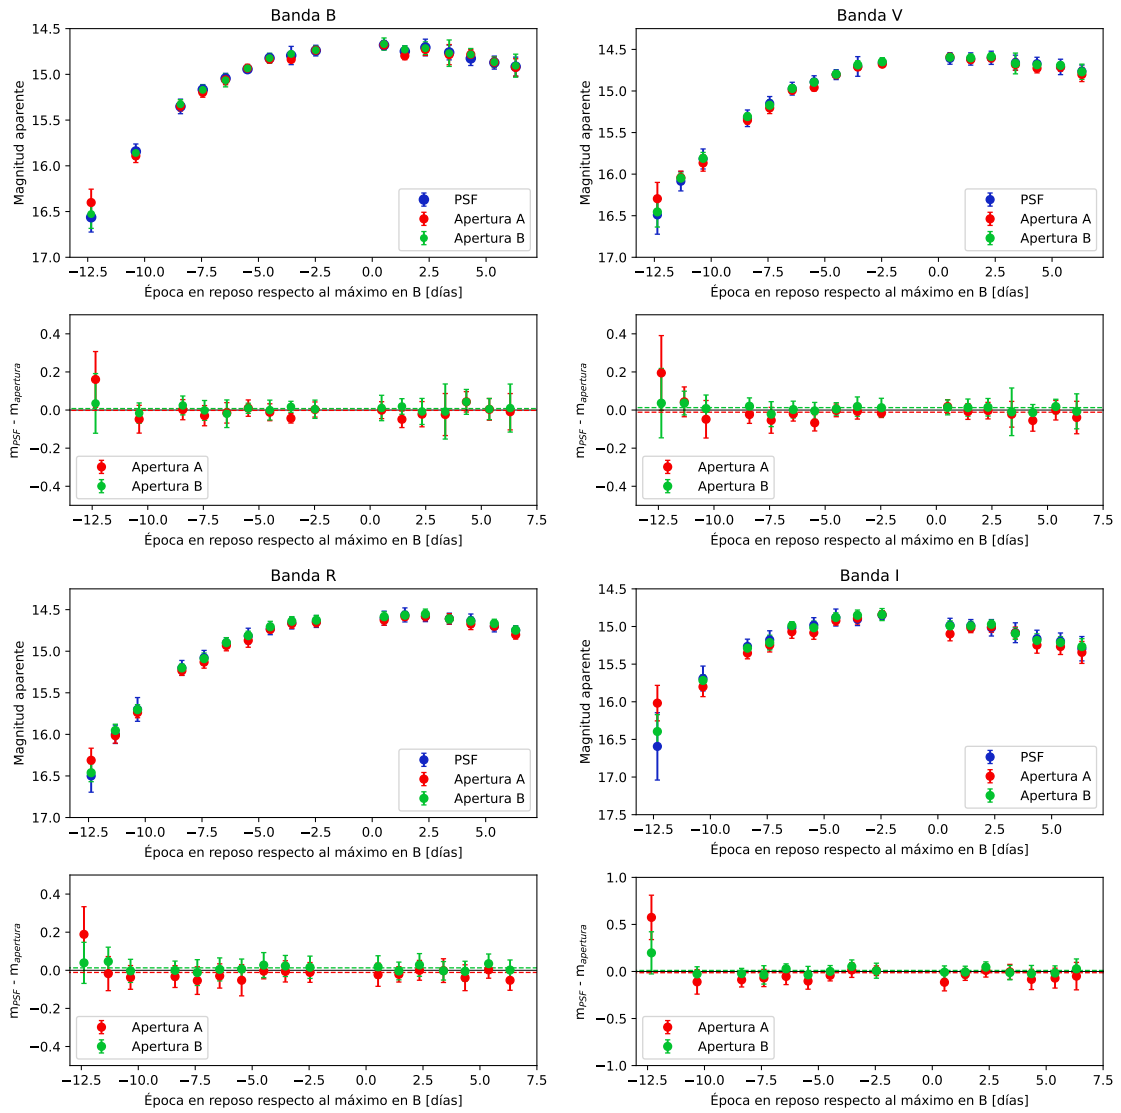 Banda B
14.5
15.0
15.5
16.0
16.5
17.0
Magnitud aparente
PSF
Apertura A
Apertura B
−12.5 −10.0 −7.5 −5.0 −2.5 0.0 2.5 5.0
Época en reposo respecto al máximo en B [días]
0.4
0.2
0.0
−0.2
−0.4
m_PSF - m_apertura
Apertura A
Apertura B
−12.5 −10.0 −7.5 −5.0 −2.5 0.0 2.5 5.0 7.5
Época en reposo respecto al máximo en B [días]
Banda V
14.5
15.0
15.5
16.0
16.5
17.0
Magnitud aparente
PSF
Apertura A
Apertura B
−12.5 −10.0 −7.5 −5.0 −2.5 0.0 2.5 5.0
Época en reposo respecto al máximo en B [días]
0.4
0.2
0.0
−0.2
−0.4
m_PSF - m_apertura
Apertura A
Apertura B
−12.5 −10.0 −7.5 −5.0 −2.5 0.0 2.5 5.0 7.5
Época en reposo respecto al máximo en B [días]
Banda R
14.5
15.0
15.5
16.0
16.5
17.0
Magnitud aparente
PSF
Apertura A
Apertura B
−12.5 −10.0 −7.5 −5.0 −2.5 0.0 2.5 5.0
Época en reposo respecto al máximo en B [días]
0.4
0.2
0.0
−0.2
−0.4
m_PSF - m_apertura
Apertura A
Apertura B
−12.5 −10.0 −7.5 −5.0 −2.5 0.0 2.5 5.0 7.5
Época en reposo respecto al máximo en B [días]
Banda I
14.5
15.0
15.5
16.0
16.5
17.0
17.5
Magnitud aparente
PSF
Apertura A
Apertura B
−12.5 −10.0 −7.5 −5.0 −2.5 0.0 2.5 5.0
Época en reposo respecto al máximo en B [días]
1.0
0.5
0.0
−0.5
−1.0
m_PSF - m_apertura
Apertura A
Apertura B
−12.5 −10.0 −7.5 −5.0 −2.5 0.0 2.5 5.0 7.5
Época en reposo respecto al máximo en B [días]